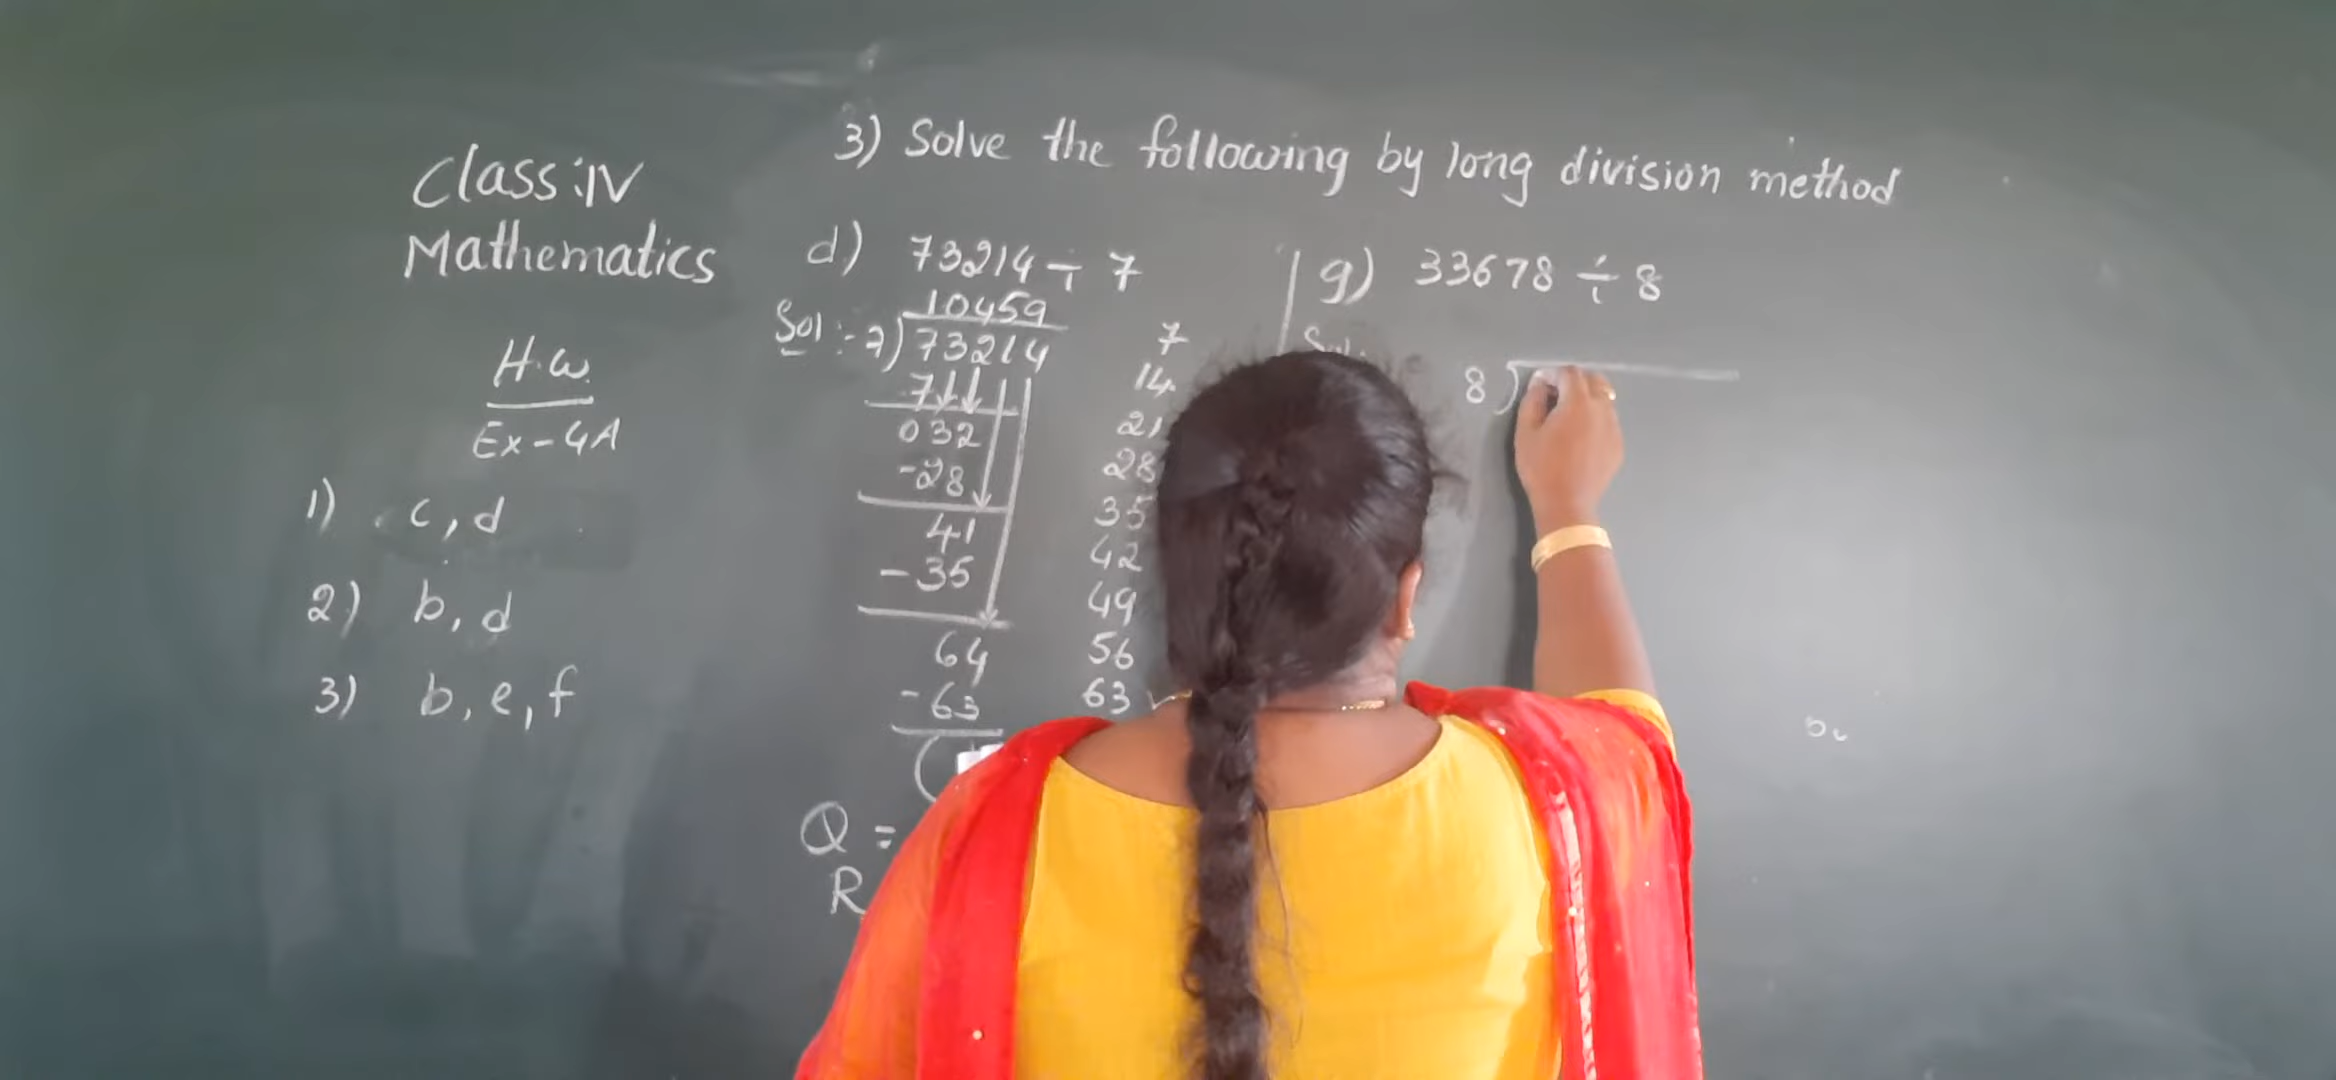 Class: IV
Mathematics
H.W.
Ex-4A
1) c, d
2) b, d
3) b, e, f
3) Solve the following by long division method
d) 73214 ÷ 7
10459
Sol:- 7)73214
7
032
-28
41
-35
64
-63
Q =
R
7
14
21
28
35
42
49
56
63
g) 33678 ÷ 8
8)